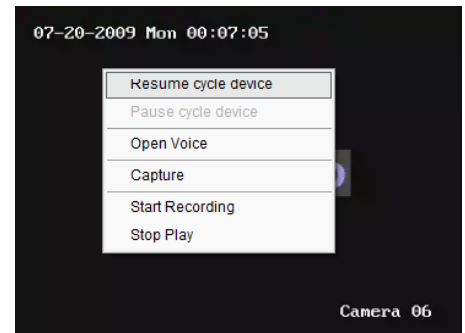 07-20-2009 Mon 00:07:05
Resume cycle device
Pause cycle device
Open Voice
Capture
Start Recording
Stop Play
Camera 06